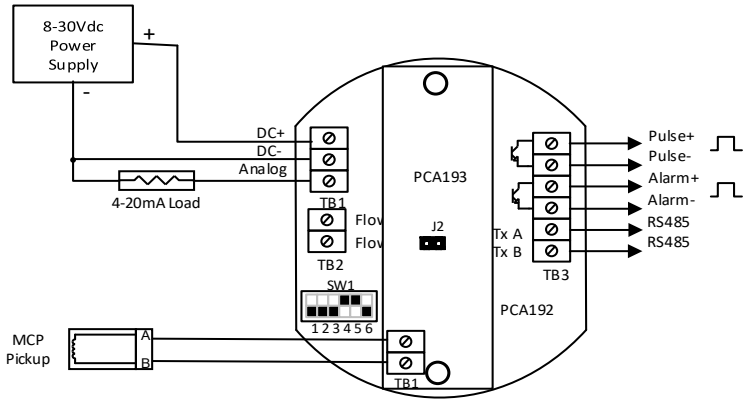 8-30Vdc
Power
Supply
+
-
DC+
DC-
Analog
4-20mA Load
TB1
Flow
Flow
TB2
SW1
1 2 3 4 5 6
MCP
Pickup
A
B
TB1
PCA193
J2
PCA192
Pulse+
Pulse-
Alarm+
Alarm-
RS485
RS485
Tx A
Tx B
TB3